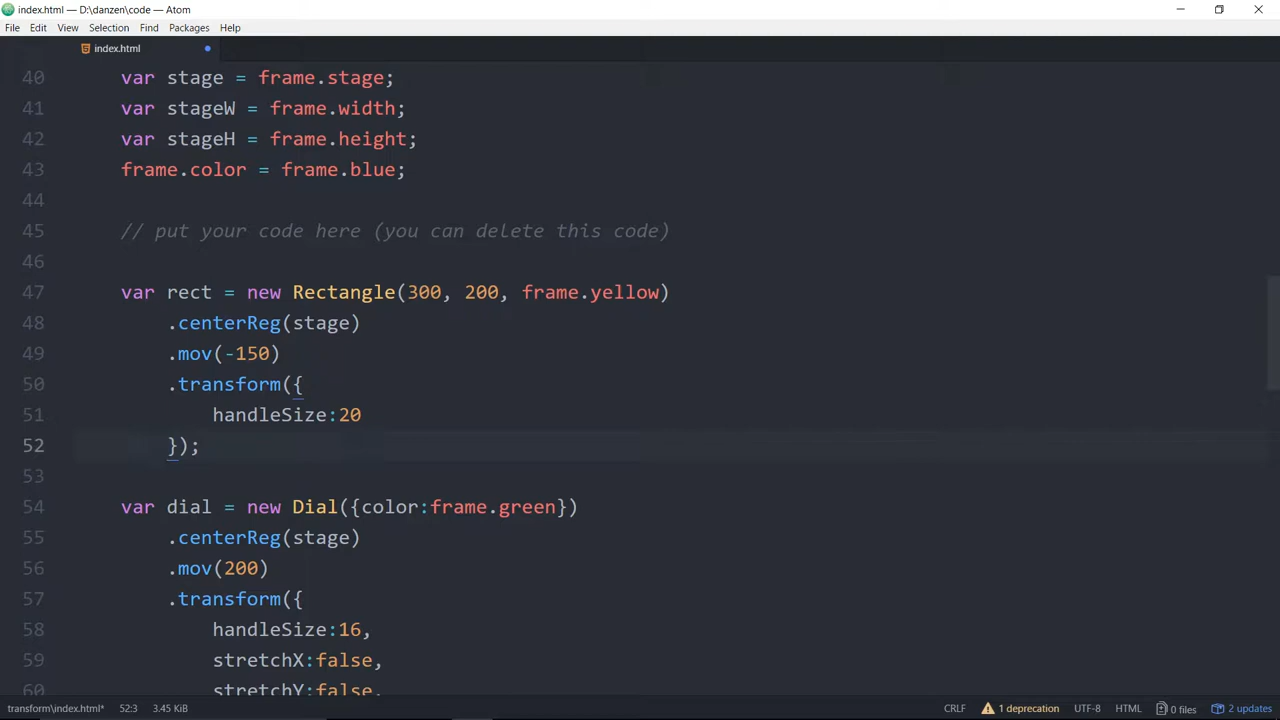 index.html — D:\danzen\code — Atom
File Edit View Selection Find Packages Help
index.html
40 var stage = frame.stage;
41 var stageW = frame.width;
42 var stageH = frame.height;
43 frame.color = frame.blue;
44
45 // put your code here (you can delete this code)
46
47 var rect = new Rectangle(300, 200, frame.yellow)
48 .centerReg(stage)
49 .mov(-150)
50 .transform({
51 handleSize:20
52 });
53
54 var dial = new Dial({color:frame.green})
55 .centerReg(stage)
56 .mov(200)
57 .transform({
58 handleSize:16,
59 stretchX:false,
60 stretchY:false,
transform\index.html* 52:3 3.45 KiB CRLF 1 deprecation UTF-8 HTML 0 files 2 updates